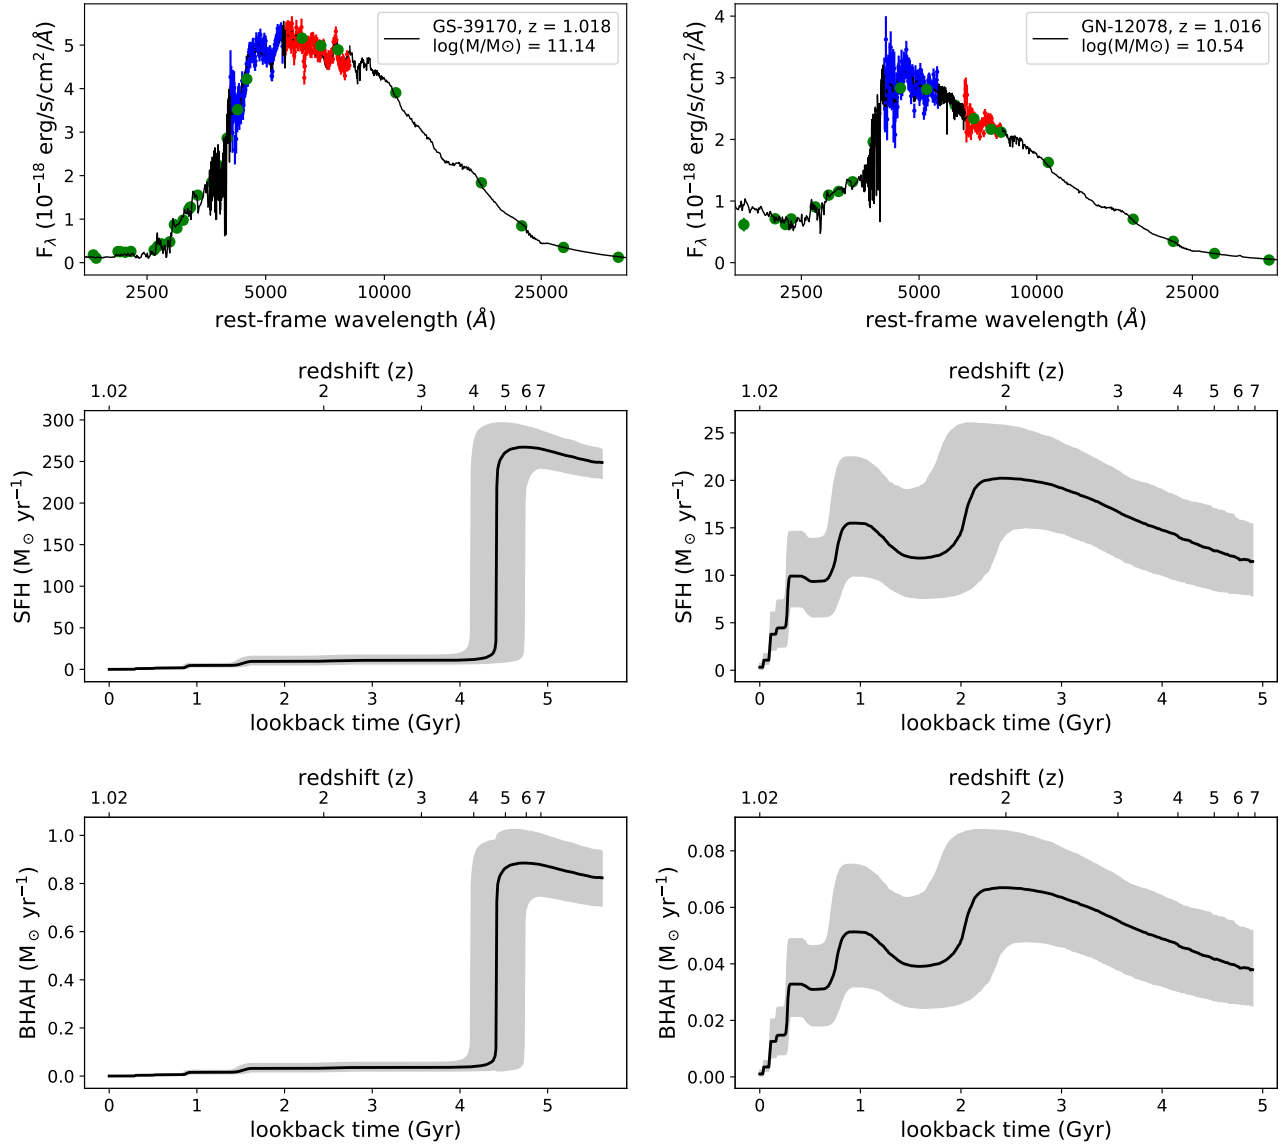 GS-39170, z = 1.018
log(M/M⊙) = 11.14
F_λ (10⁻¹⁸ erg/s/cm²/Å)
5
4
3
2
1
0
2500 5000 10000 25000
rest-frame wavelength (Å)
GN-12078, z = 1.016
log(M/M⊙) = 10.54
F_λ (10⁻¹⁸ erg/s/cm²/Å)
4
3
2
1
0
2500 5000 10000 25000
rest-frame wavelength (Å)
redshift (z)
1.02 2 3 4 5 6 7
SFH (M⊙ yr⁻¹)
300
250
200
150
100
50
0
0 1 2 3 4 5
lookback time (Gyr)
redshift (z)
1.02 2 3 4 5 6 7
SFH (M⊙ yr⁻¹)
25
20
15
10
5
0
0 1 2 3 4 5
lookback time (Gyr)
redshift (z)
1.02 2 3 4 5 6 7
BHAH (M⊙ yr⁻¹)
1.0
0.8
0.6
0.4
0.2
0.0
0 1 2 3 4 5
lookback time (Gyr)
redshift (z)
1.02 2 3 4 5 6 7
BHAH (M⊙ yr⁻¹)
0.08
0.06
0.04
0.02
0.00
0 1 2 3 4 5
lookback time (Gyr)